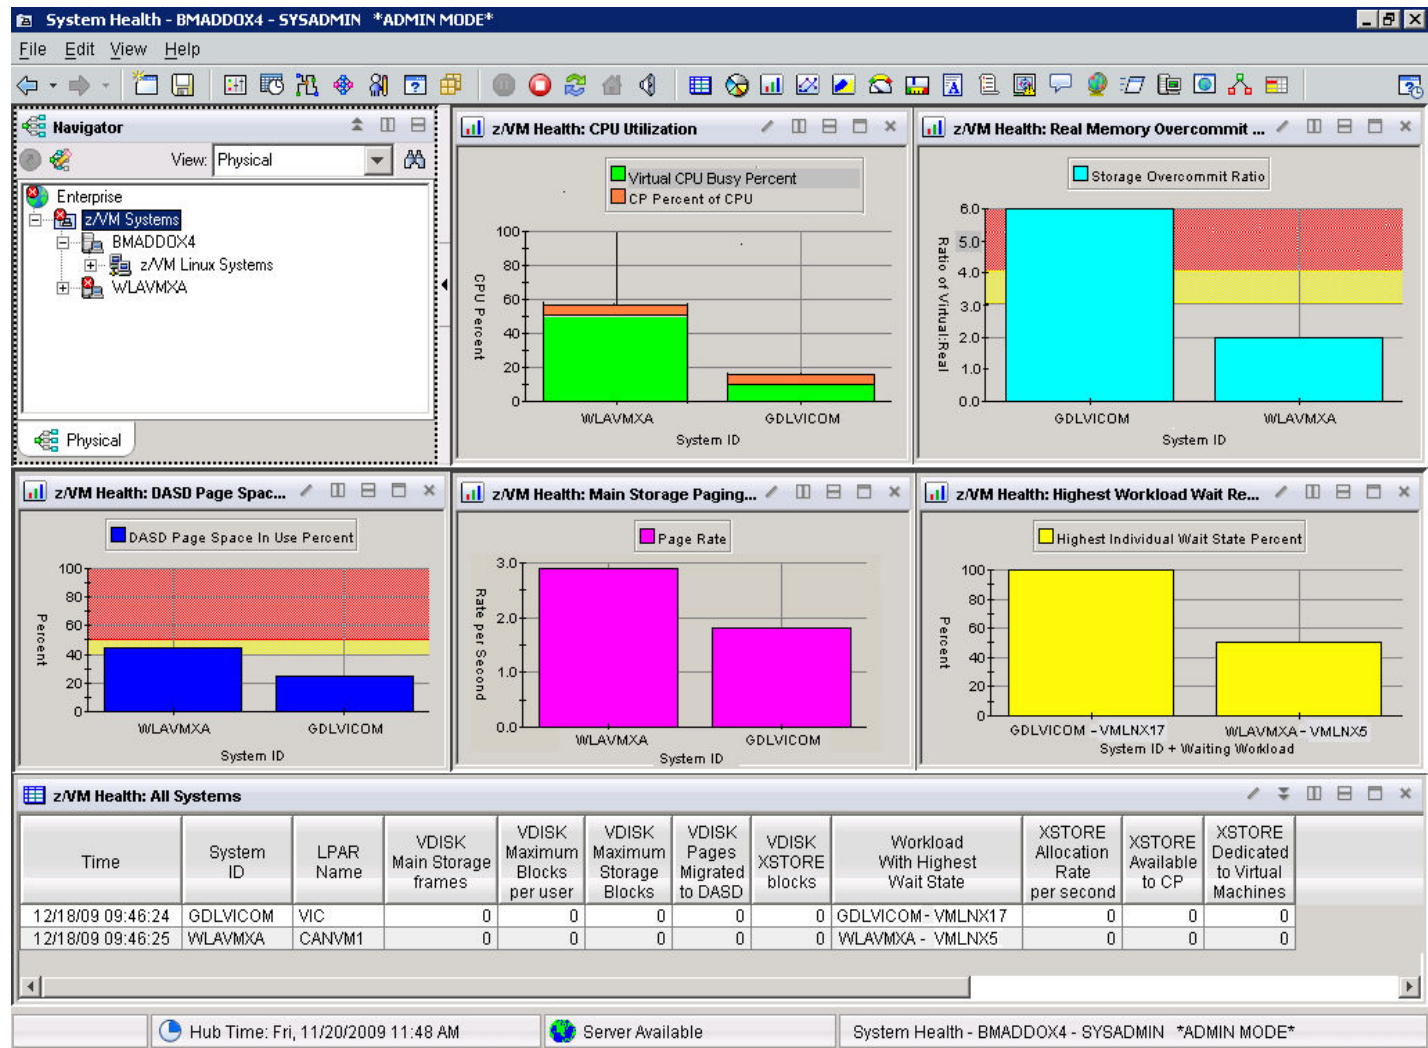 System Health - BMADDOX4 - SYSADMIN *ADMIN MODE*
File Edit View Help
Navigator
View: Physical
Enterprise
z/VM Systems
BMADDOX4
z/VM Linux Systems
WLAVMXA
Physical
z/VM Health: CPU Utilization
Virtual CPU Busy Percent
CP Percent of CPU
CPU Percent
100
80
60
40
20
0
WLAVMXA GDLVICOM
System ID
z/VM Health: Real Memory Overcommit ...
Storage Overcommit Ratio
Ratio of Virtual:Real
6.0
5.0
4.0
3.0
2.0
1.0
0.0
GDLVICOM WLAVMXA
System ID
z/VM Health: DASD Page Spac...
DASD Page Space In Use Percent
Percent
100
80
60
40
20
0
WLAVMXA GDLVICOM
System ID
z/VM Health: Main Storage Paging...
Page Rate
Rate per Second
3.0
2.0
1.0
0.0
WLAVMXA GDLVICOM
System ID
z/VM Health: Highest Workload Wait Re...
Highest Individual Wait State Percent
Percent
100
80
60
40
20
0
GDLVICOM - VMLNX17 WLAVMXA - VMLNX5
System ID + Waiting Workload
z/VM Health: All Systems
Time System ID LPAR Name VDISK Main Storage frames VDISK Maximum Blocks per user VDISK Maximum Storage Blocks VDISK Pages Migrated to DASD VDISK XSTORE blocks Workload With Highest Wait State XSTORE Allocation Rate per second XSTORE Available to CP XSTORE Dedicated to Virtual Machines
12/18/09 09:46:24 GDLVICOM VIC 0 0 0 0 0 GDLVICOM - VMLNX17 0 0 0
12/18/09 09:46:25 WLAVMXA CANVM1 0 0 0 0 0 WLAVMXA - VMLNX5 0 0 0
Hub Time: Fri, 11/20/2009 11:48 AM Server Available System Health - BMADDOX4 - SYSADMIN *ADMIN MODE*